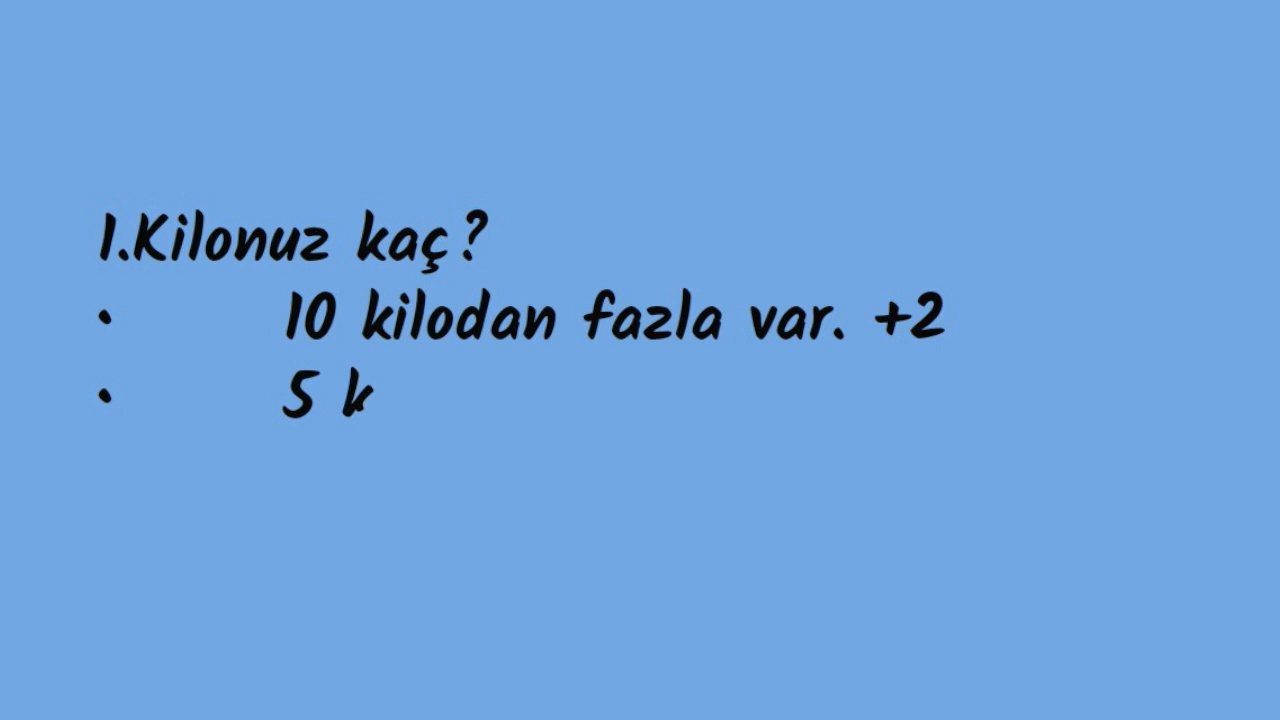 1.Kilonuz kaç?
• 10 kilodan fazla var. +2
• 5 k